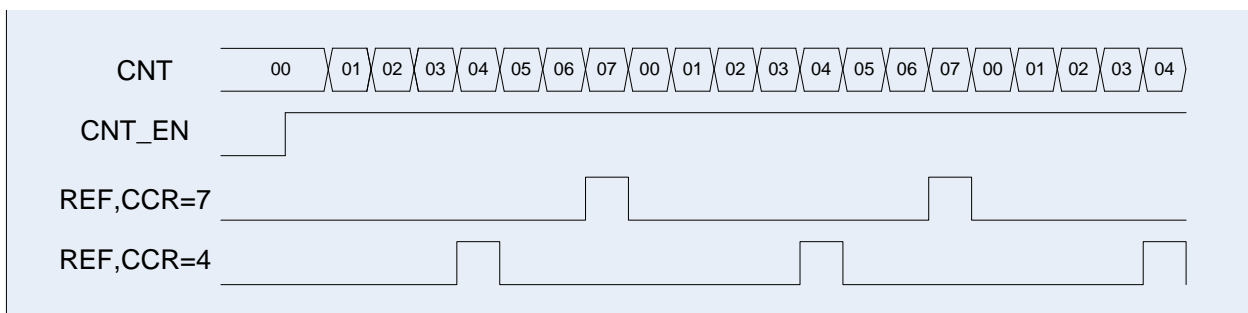 CNT 00 01 02 03 04 05 06 07 00 01 02 03 04 05 06 07 00 01 02 03 04
CNT_EN
REF,CCR=7
REF,CCR=4